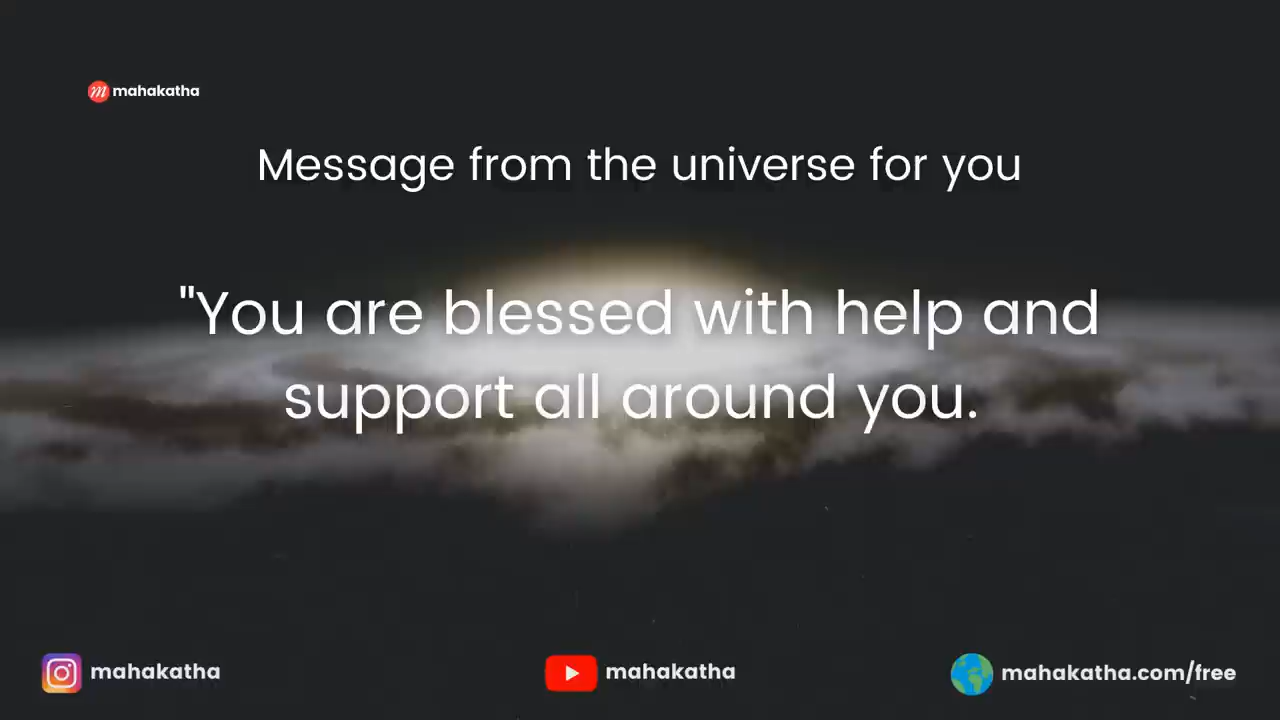 mahakatha
Message from the universe for you
"You are blessed with help and
support all around you.
mahakatha
mahakatha
mahakatha.com/free